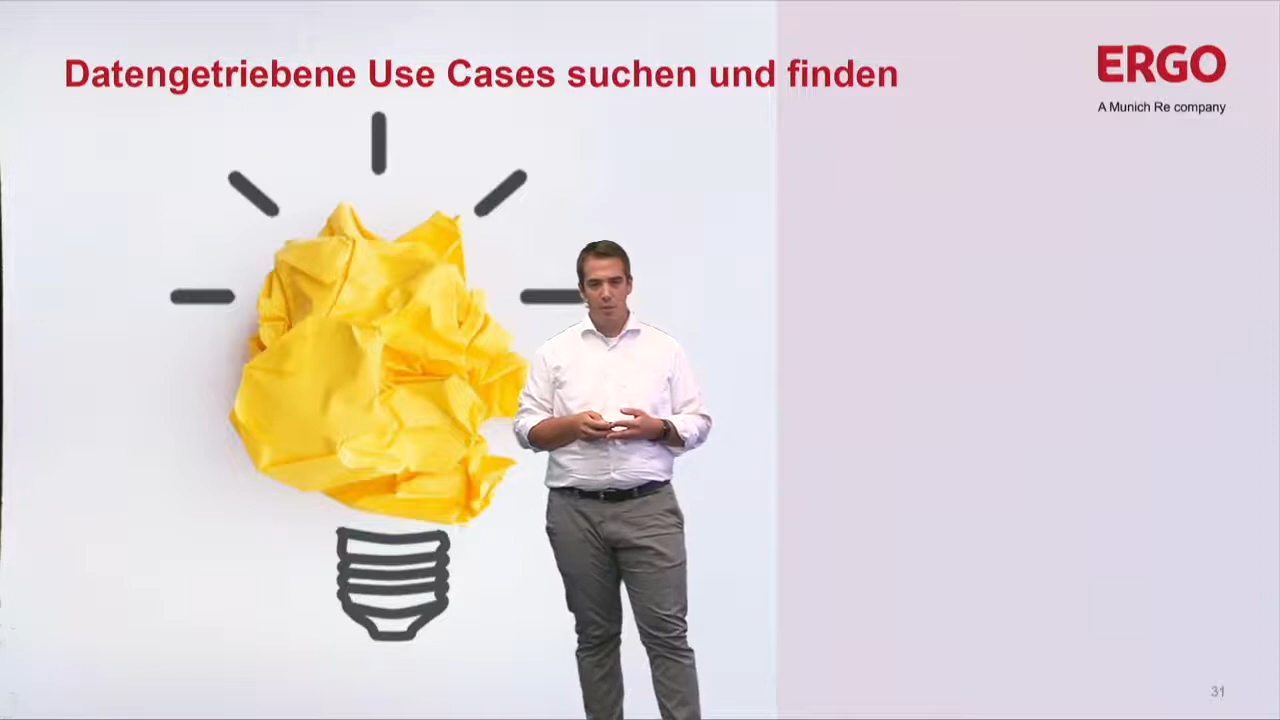 Datengetriebene Use Cases suchen und finden
ERGO
A Munich Re company
31